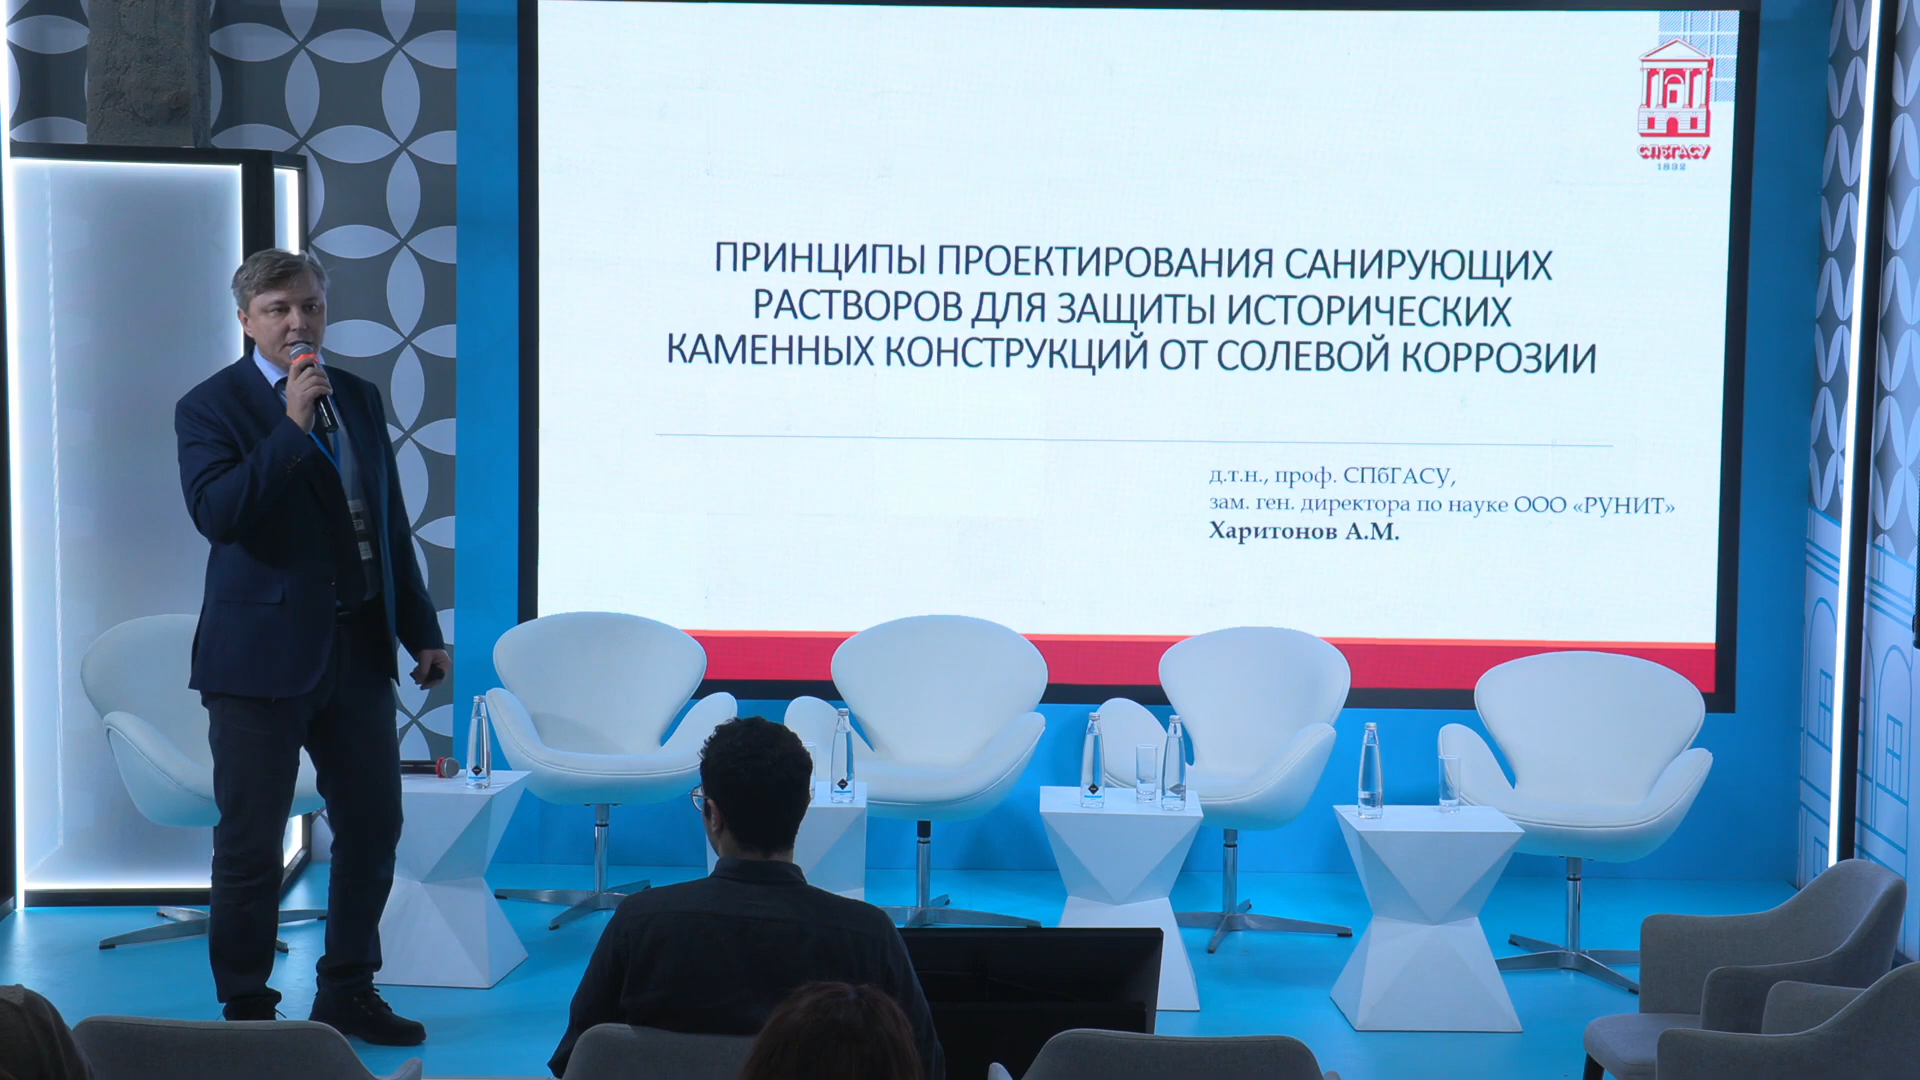 СПбГАСУ
1832
ПРИНЦИПЫ ПРОЕКТИРОВАНИЯ САНИРУЮЩИХ
РАСТВОРОВ ДЛЯ ЗАЩИТЫ ИСТОРИЧЕСКИХ
КАМЕННЫХ КОНСТРУКЦИЙ ОТ СОЛЕВОЙ КОРРОЗИИ
д.т.н., проф. СПбГАСУ,
зам. ген. директора по науке ООО «РУНИТ»
Харитонов А.М.